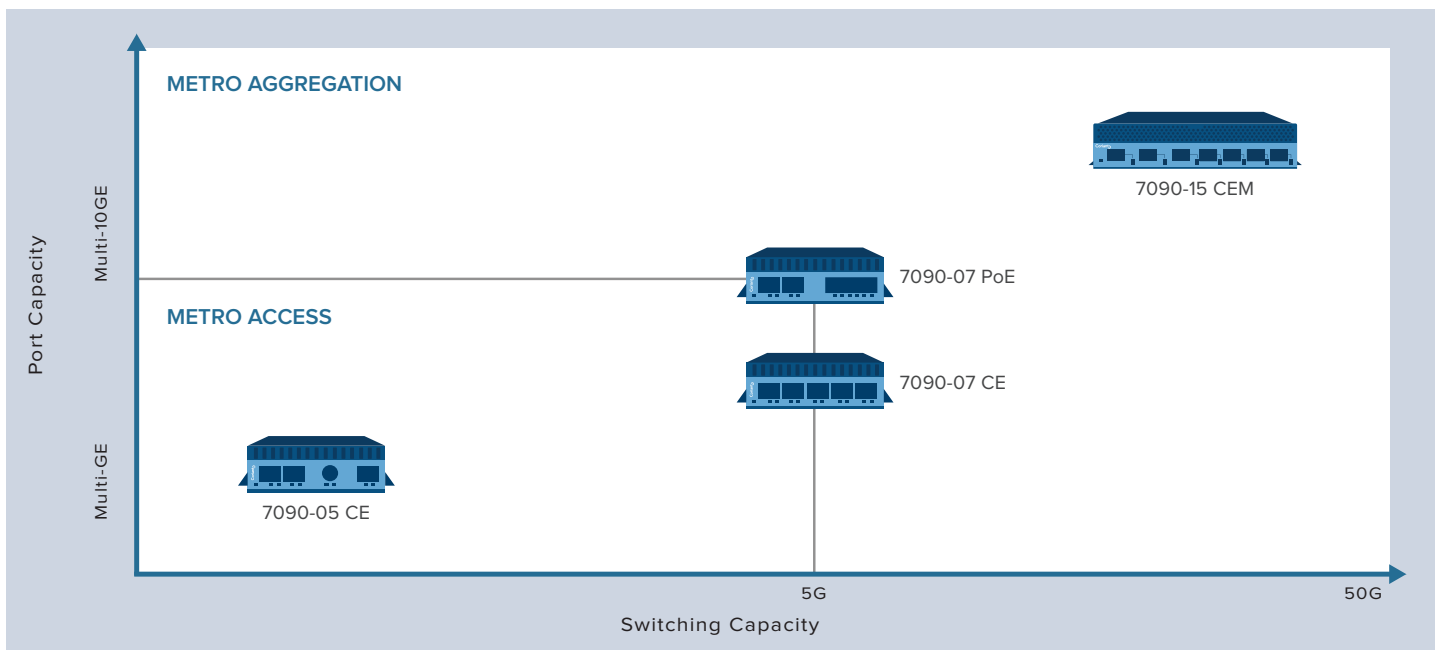 METRO AGGREGATION
7090-15 CEM
Multi-10GE
7090-07 PoE
METRO ACCESS
Port Capacity
7090-07 CE
Multi-GE
7090-05 CE
5G
50G
Switching Capacity